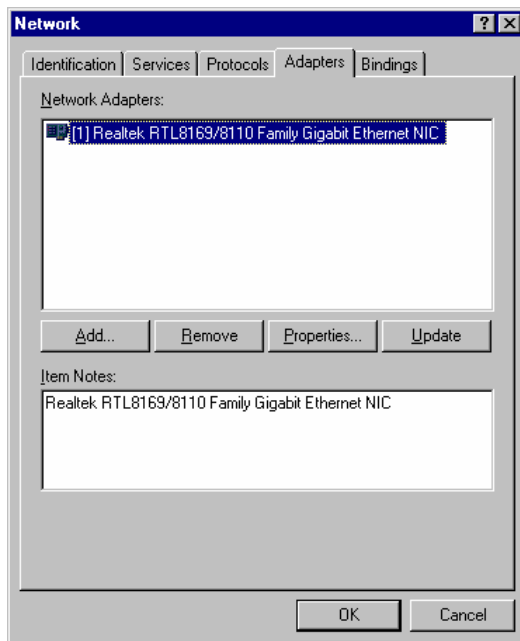 Network
Identification Services Protocols Adapters Bindings
Network Adapters:
[1] Realtek RTL8169/8110 Family Gigabit Ethernet NIC
Add... Remove Properties... Update
Item Notes:
Realtek RTL8169/8110 Family Gigabit Ethernet NIC
OK Cancel